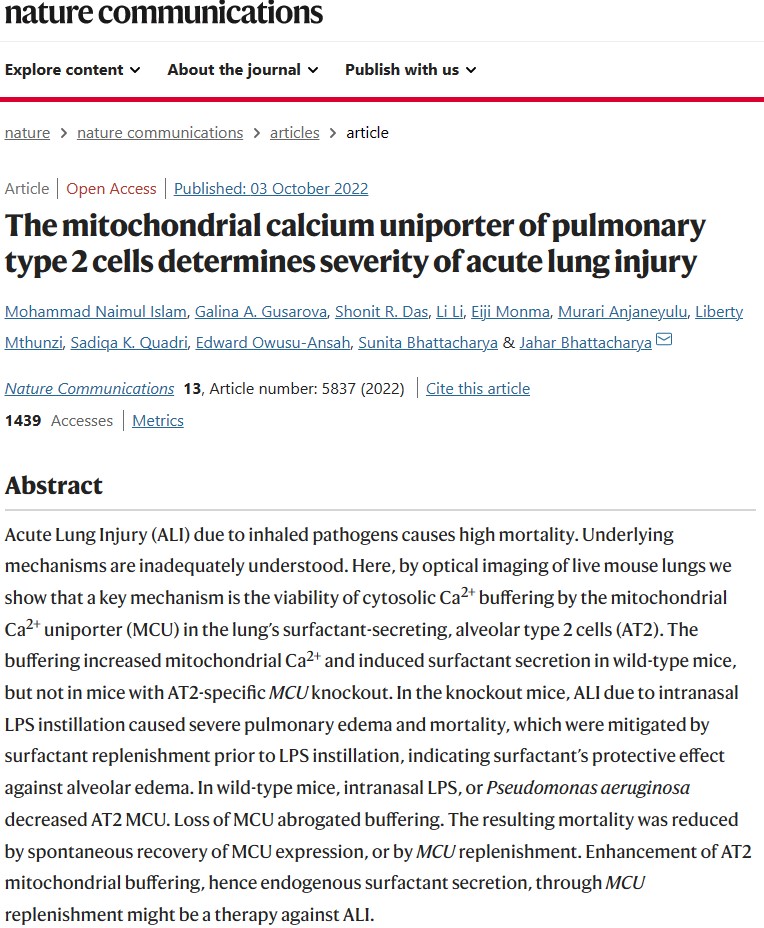 nature communications
Explore content About the journal Publish with us
nature > nature communications > articles > article
Article | Open Access | Published: 03 October 2022
The mitochondrial calcium uniporter of pulmonary
type 2 cells determines severity of acute lung injury
Mohammad Naimul Islam, Galina A. Gusarova, Shonit R. Das, Li Li, Eiji Monma, Murari Anjaneyulu, Liberty
Mthunzi, Sadiqa K. Quadri, Edward Owusu-Ansah, Sunita Bhattacharya & Jahar Bhattacharya
Nature Communications 13, Article number: 5837 (2022) | Cite this article
1439 Accesses | Metrics
Abstract
Acute Lung Injury (ALI) due to inhaled pathogens causes high mortality. Underlying
mechanisms are inadequately understood. Here, by optical imaging of live mouse lungs we
show that a key mechanism is the viability of cytosolic Ca²⁺ buffering by the mitochondrial
Ca²⁺ uniporter (MCU) in the lung's surfactant-secreting, alveolar type 2 cells (AT2). The
buffering increased mitochondrial Ca²⁺ and induced surfactant secretion in wild-type mice,
but not in mice with AT2-specific MCU knockout. In the knockout mice, ALI due to intranasal
LPS instillation caused severe pulmonary edema and mortality, which were mitigated by
surfactant replenishment prior to LPS instillation, indicating surfactant's protective effect
against alveolar edema. In wild-type mice, intranasal LPS, or Pseudomonas aeruginosa
decreased AT2 MCU. Loss of MCU abrogated buffering. The resulting mortality was reduced
by spontaneous recovery of MCU expression, or by MCU replenishment. Enhancement of AT2
mitochondrial buffering, hence endogenous surfactant secretion, through MCU
replenishment might be a therapy against ALI.